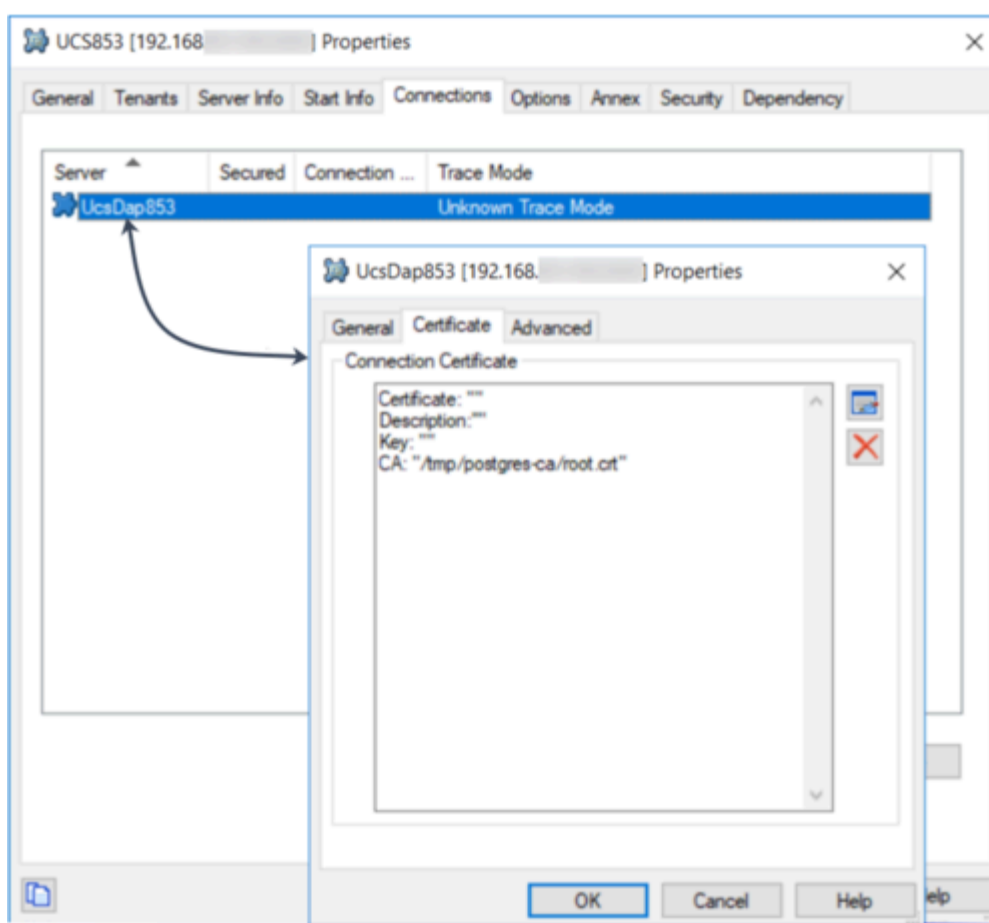 UCS853 [192.168 ] Properties
General Tenants Server Info Start Info Connections Options Annex Security Dependency
Server Secured Connection ... Trace Mode
UcsDap853 Unknown Trace Mode
UcsDap853 [192.168. ] Properties
General Certificate Advanced
Connection Certificate
Certificate: ""
Description:""
Key: ""
CA: "/tmp/postgres-ca/root.crt"
OK Cancel Help
elp